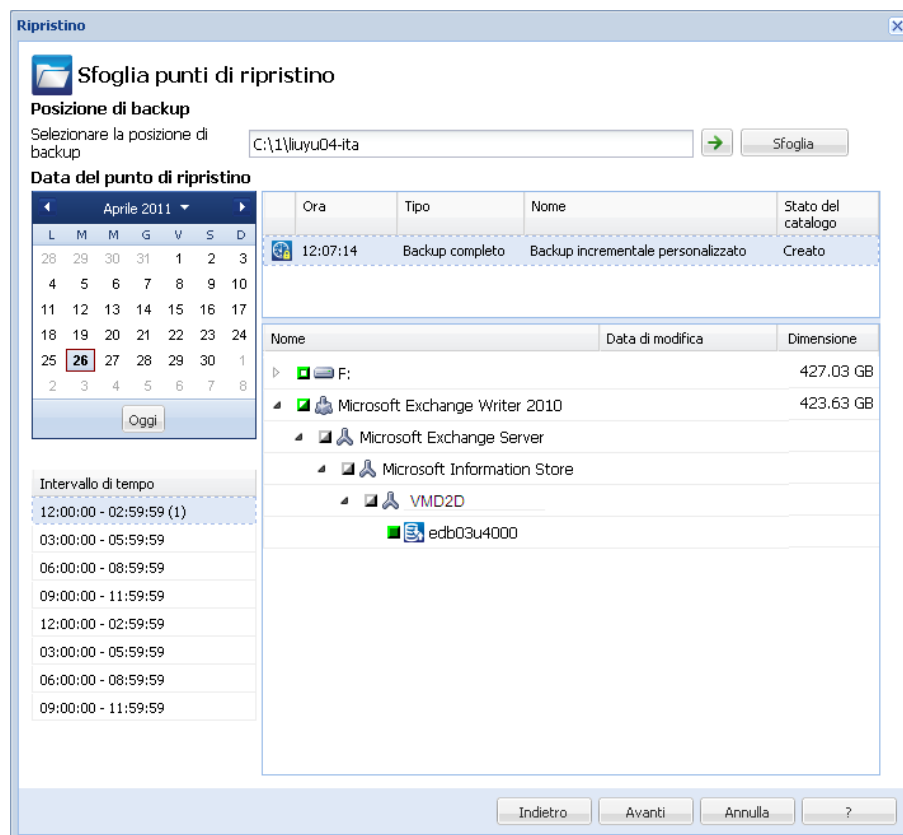 Ripristino
Sfoglia punti di ripristino
Posizione di backup
Selezionare la posizione di
backup
C:\1\liuyu04-ita
Sfoglia
Data del punto di ripristino
Aprile 2011
L M M G V S D
28 29 30 31 1 2 3
4 5 6 7 8 9 10
11 12 13 14 15 16 17
18 19 20 21 22 23 24
25 26 27 28 29 30 1
2 3 4 5 6 7 8
Oggi
Ora Tipo Nome Stato del
catalogo
12:07:14 Backup completo Backup incrementale personalizzato Creato
Nome Data di modifica Dimensione
F: 427.03 GB
Microsoft Exchange Writer 2010 423.63 GB
Microsoft Exchange Server
Microsoft Information Store
VMD2D
edb03u4000
Intervallo di tempo
12:00:00 - 02:59:59 (1)
03:00:00 - 05:59:59
06:00:00 - 08:59:59
09:00:00 - 11:59:59
12:00:00 - 02:59:59
03:00:00 - 05:59:59
06:00:00 - 08:59:59
09:00:00 - 11:59:59
Indietro Avanti Annulla ?